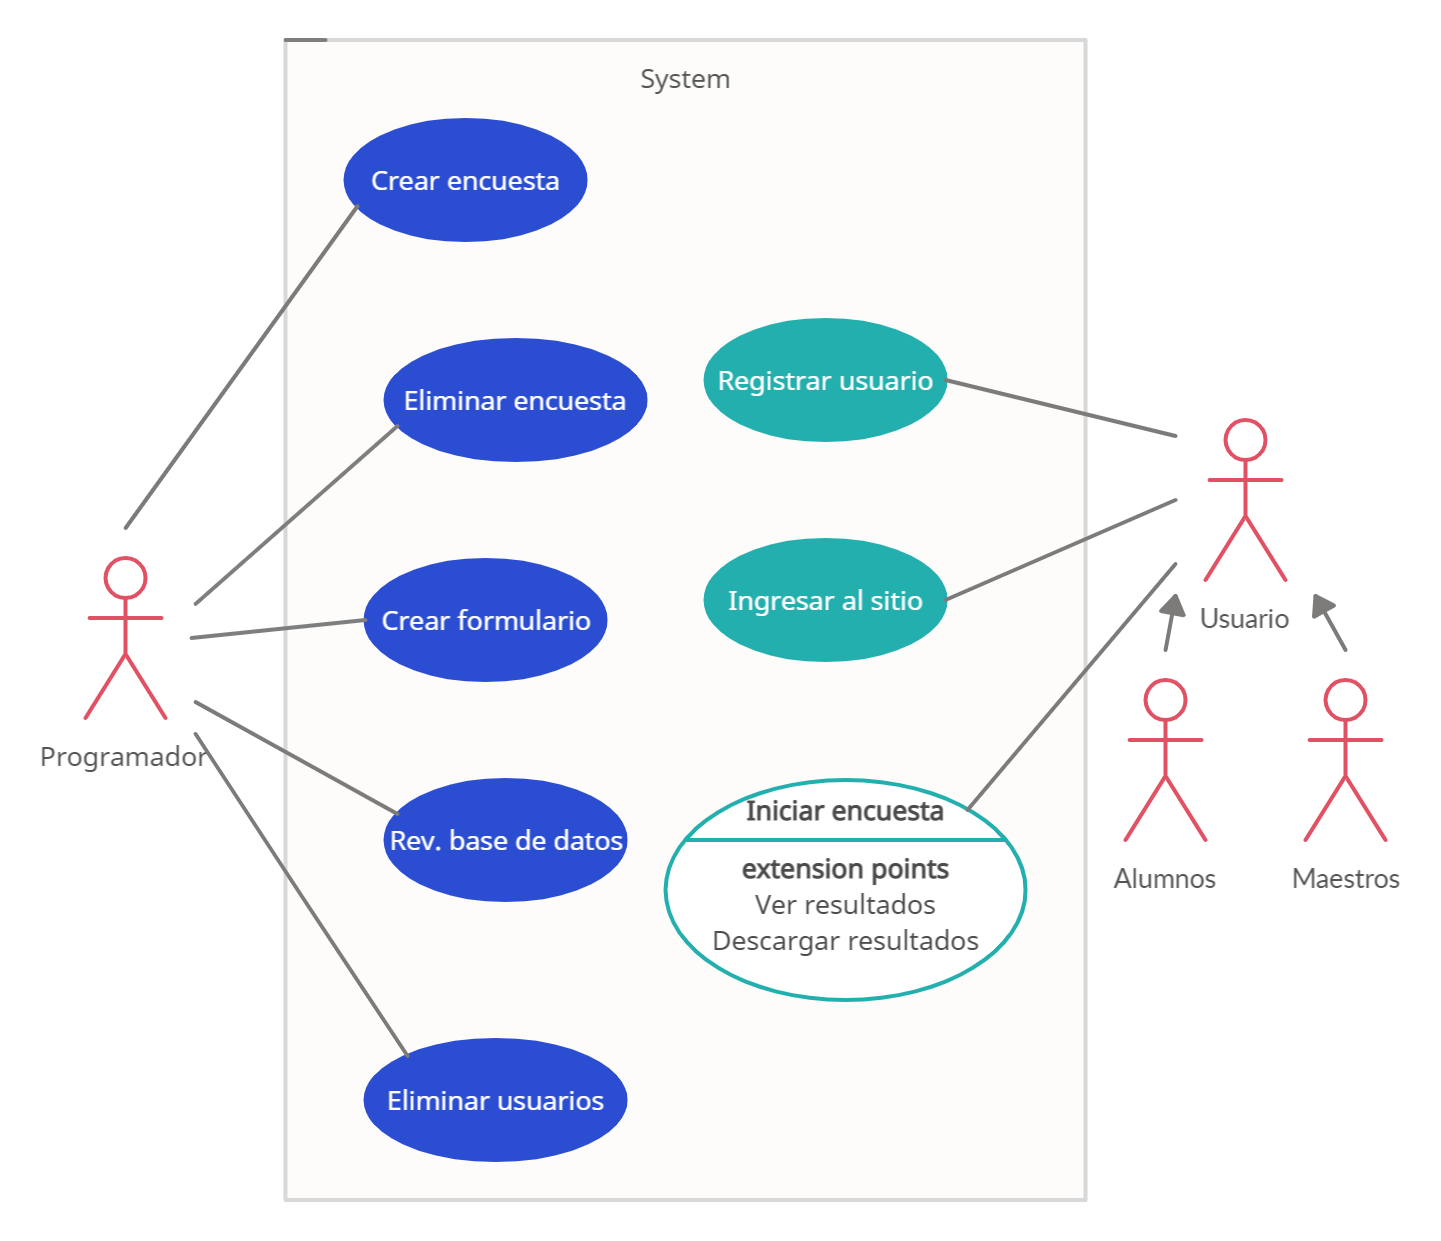 System
Crear encuesta
Eliminar encuesta
Registrar usuario
Crear formulario
Ingresar al sitio
Usuario
Programador
Rev. base de datos
Iniciar encuesta
extension points
Ver resultados
Descargar resultados
Alumnos
Maestros
Eliminar usuarios